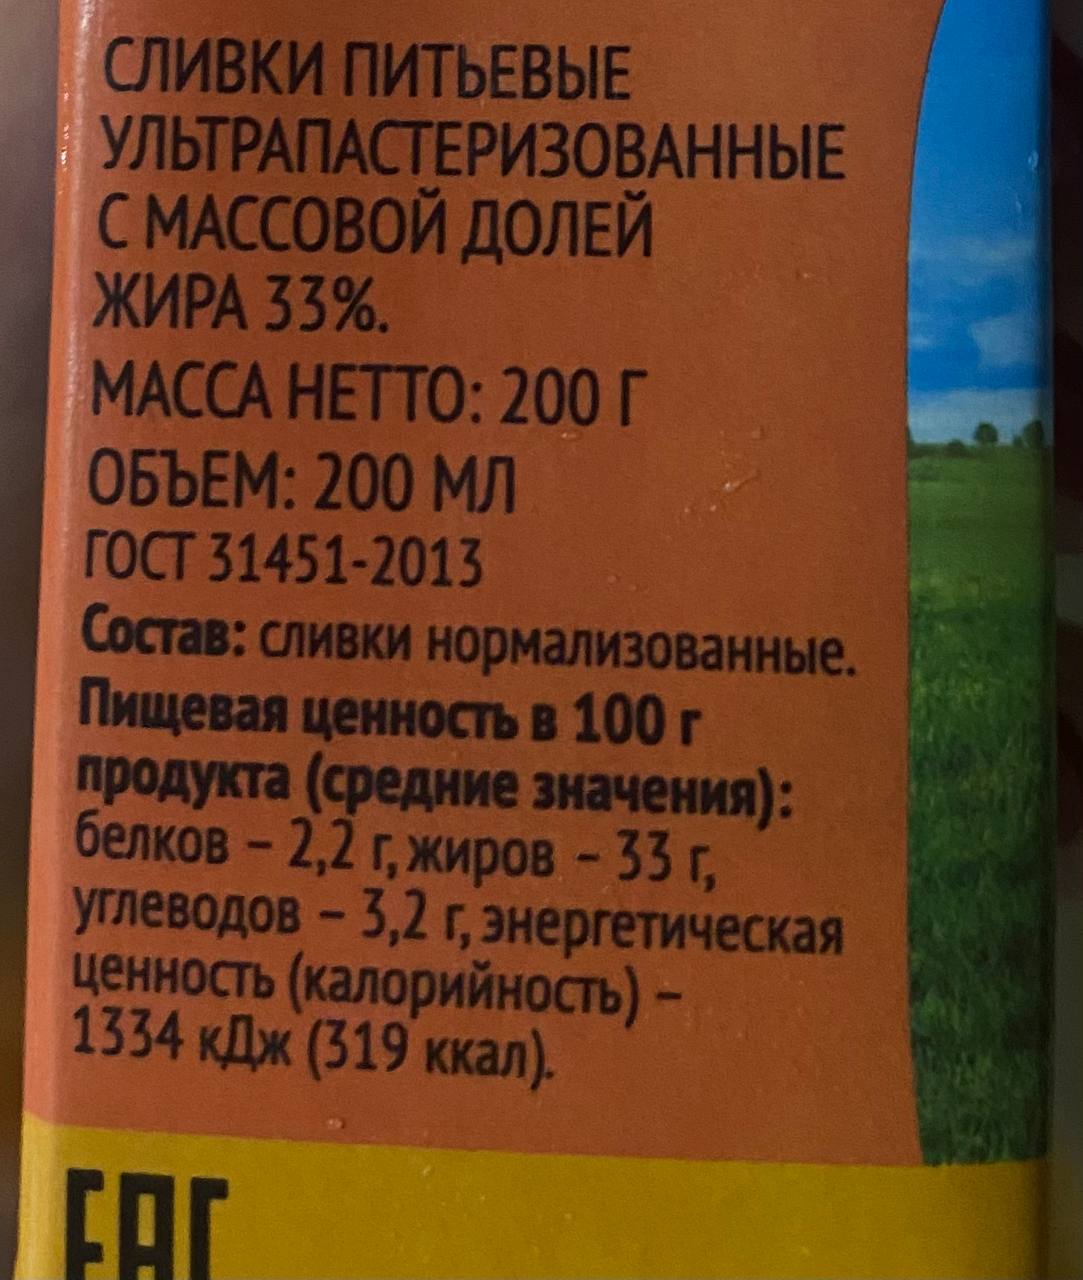 СЛИВКИ ПИТЬЕВЫЕ
УЛЬТРАПАСТЕРИЗОВАННЫЕ
С МАССОВОЙ ДОЛЕЙ
ЖИРА 33%.
МАССА НЕТТО: 200 Г
ОБЪЕМ: 200 МЛ
ГОСТ 31451-2013
Состав: сливки нормализованные.
Пищевая ценность в 100 г
продукта (средние значения):
белков – 2,2 г, жиров – 33 г,
углеводов – 3,2 г, энергетическая
ценность (калорийность) –
1334 кДж (319 ккал).
EAC